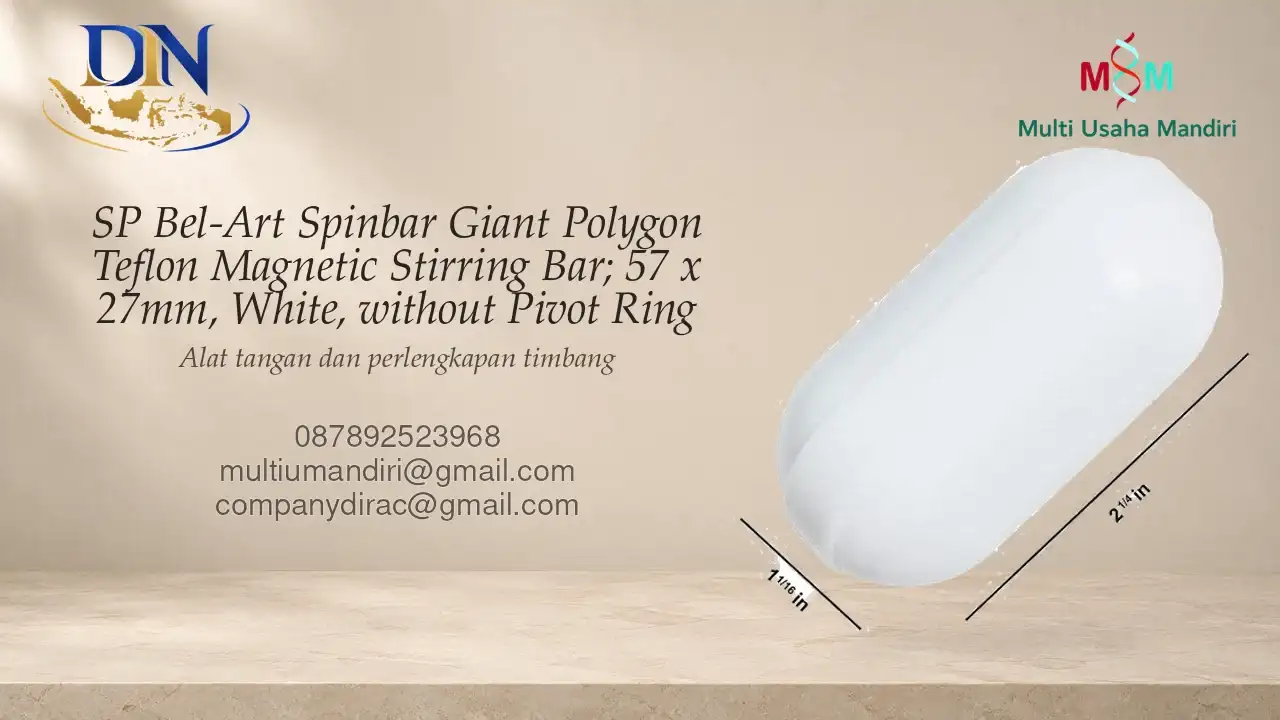 DIN
M M
Multi Usaha Mandiri
SP Bel-Art Spinbar Giant Polygon
Teflon Magnetic Stirring Bar; 57 x
27mm, White, without Pivot Ring
Alat tangan dan perlengkapan timbang
087892523968
multiumandiri@gmail.com
companydirac@gmail.com
2 1/4 in
1 1/16 in